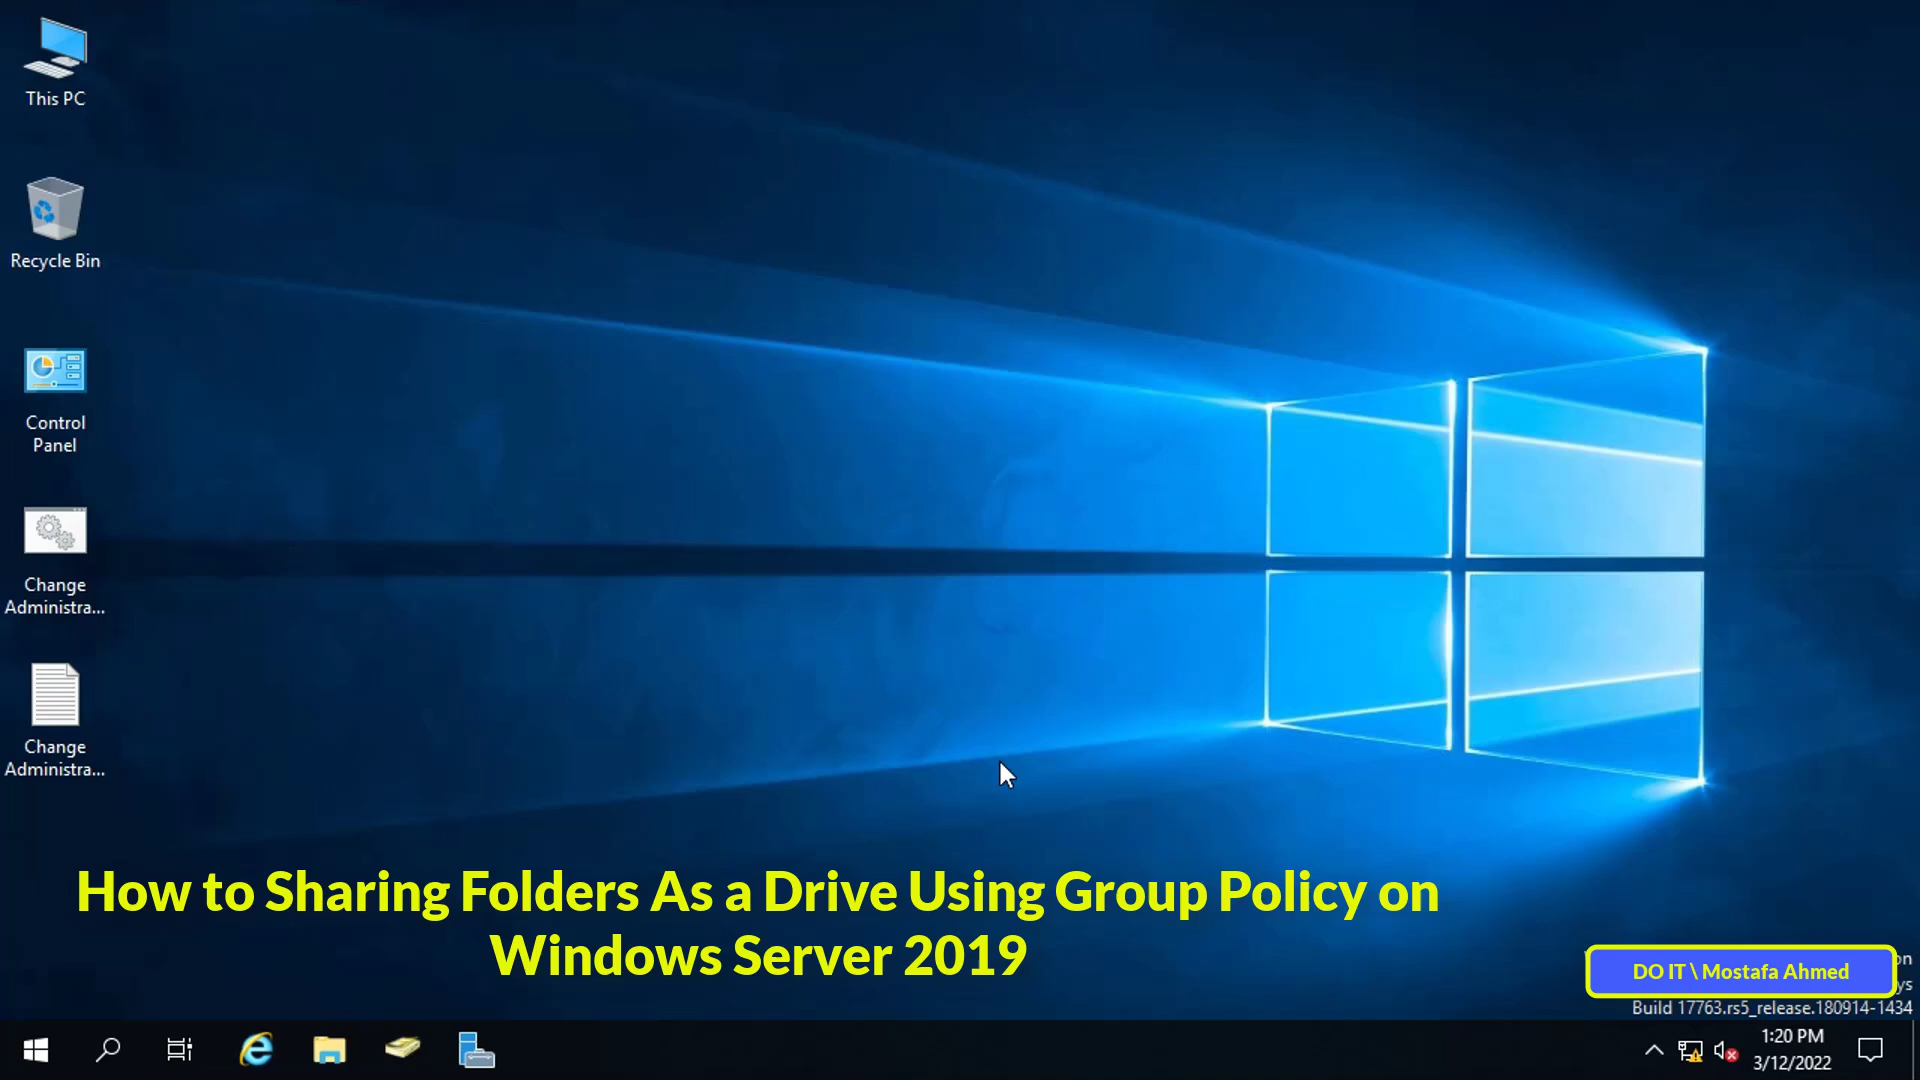 This PC
Recycle Bin
Control
Panel
Change
Administra...
Change
Administra...
How to Sharing Folders As a Drive Using Group Policy on
Windows Server 2019
DO IT \ Mostafa Ahmed
Build 17763.rs5_release.180914-1434
1:20 PM
3/12/2022